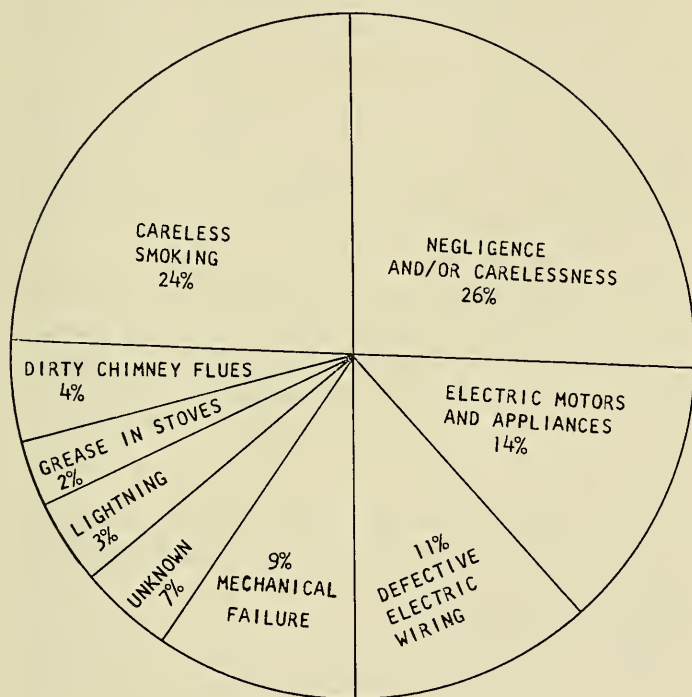 CARELESS
SMOKING
24%
NEGLIGENCE
AND/OR CARELESSNESS
26%
DIRTY CHIMNEY FLUES
4%
ELECTRIC MOTORS
AND APPLIANCES
14%
GREASE IN STOVES
2%
LIGHTNING
3%
UNKNOWN
7%
9%
MECHANICAL
FAILURE
11%
DEFECTIVE
ELECTRIC
WIRING